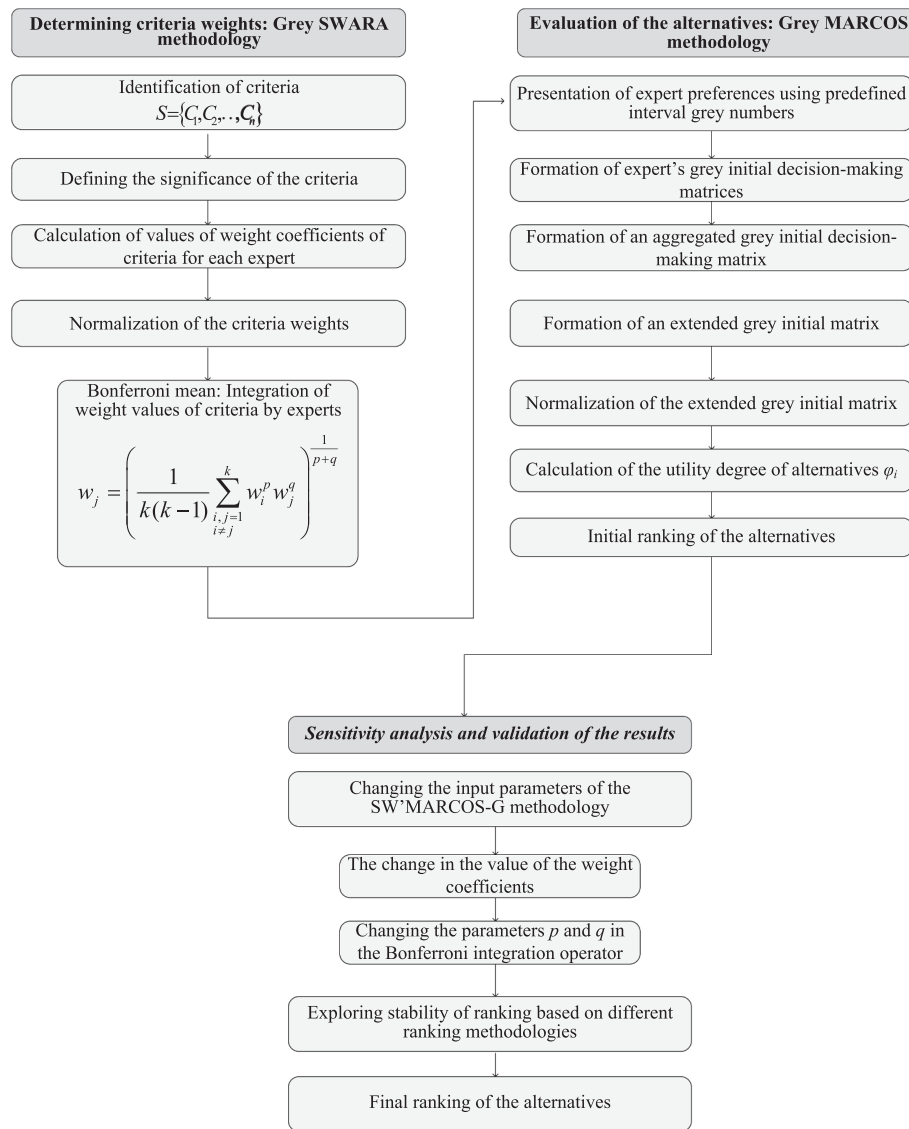 Determining criteria weights: Grey SWARA
methodology
Identification of criteria
S={C₁,C₂,..,Cₙ}
Defining the significance of the criteria
Calculation of values of weight coefficients of
criteria for each expert
Normalization of the criteria weights
Bonferroni mean: Integration of
weight values of criteria by experts
w_j = ( 1/(k(k−1)) ∑_{i,j=1, i≠j}^{k} w_i^p w_j^q )^{1/(p+q)}
Evaluation of the alternatives: Grey MARCOS
methodology
Presentation of expert preferences using predefined
interval grey numbers
Formation of expert's grey initial decision-making
matrices
Formation of an aggregated grey initial decision-
making matrix
Formation of an extended grey initial matrix
Normalization of the extended grey initial matrix
Calculation of the utility degree of alternatives φᵢ
Initial ranking of the alternatives
Sensitivity analysis and validation of the results
Changing the input parameters of the
SW'MARCOS-G methodology
The change in the value of the weight
coefficients
Changing the parameters p and q in
the Bonferroni integration operator
Exploring stability of ranking based on different
ranking methodologies
Final ranking of the alternatives